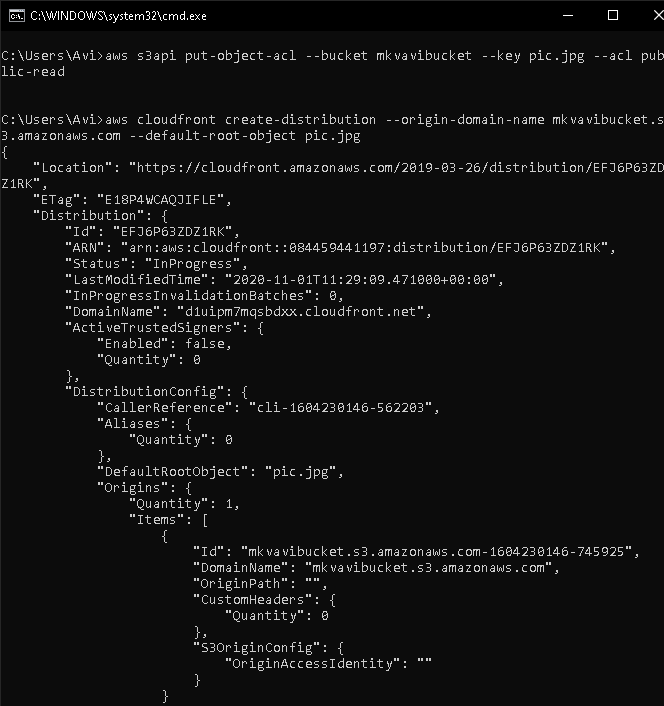 C:\WINDOWS\system32\cmd.exe
C:\Users\Avi>aws s3api put-object-acl --bucket mkvavibucket --key pic.jpg --acl pub
lic-read
C:\Users\Avi>aws cloudfront create-distribution --origin-domain-name mkvavibucket.s
3.amazonaws.com --default-root-object pic.jpg
{
    "Location": "https://cloudfront.amazonaws.com/2019-03-26/distribution/EFJ6P63ZD
Z1RK",
    "ETag": "E18P4WCAQJIFLE",
    "Distribution": {
        "Id": "EFJ6P63ZDZ1RK",
        "ARN": "arn:aws:cloudfront::084459441197:distribution/EFJ6P63ZDZ1RK",
        "Status": "InProgress",
        "LastModifiedTime": "2020-11-01T11:29:09.471000+00:00",
        "InProgressInvalidationBatches": 0,
        "DomainName": "d1uipm7mqsbdxx.cloudfront.net",
        "ActiveTrustedSigners": {
            "Enabled": false,
            "Quantity": 0
        },
        "DistributionConfig": {
            "CallerReference": "cli-1604230146-562203",
            "Aliases": {
                "Quantity": 0
            },
            "DefaultRootObject": "pic.jpg",
            "Origins": {
                "Quantity": 1,
                "Items": [
                    {
                        "Id": "mkvavibucket.s3.amazonaws.com-1604230146-745925",
                        "DomainName": "mkvavibucket.s3.amazonaws.com",
                        "OriginPath": "",
                        "CustomHeaders": {
                            "Quantity": 0
                        },
                        "S3OriginConfig": {
                            "OriginAccessIdentity": ""
                        }
                    }